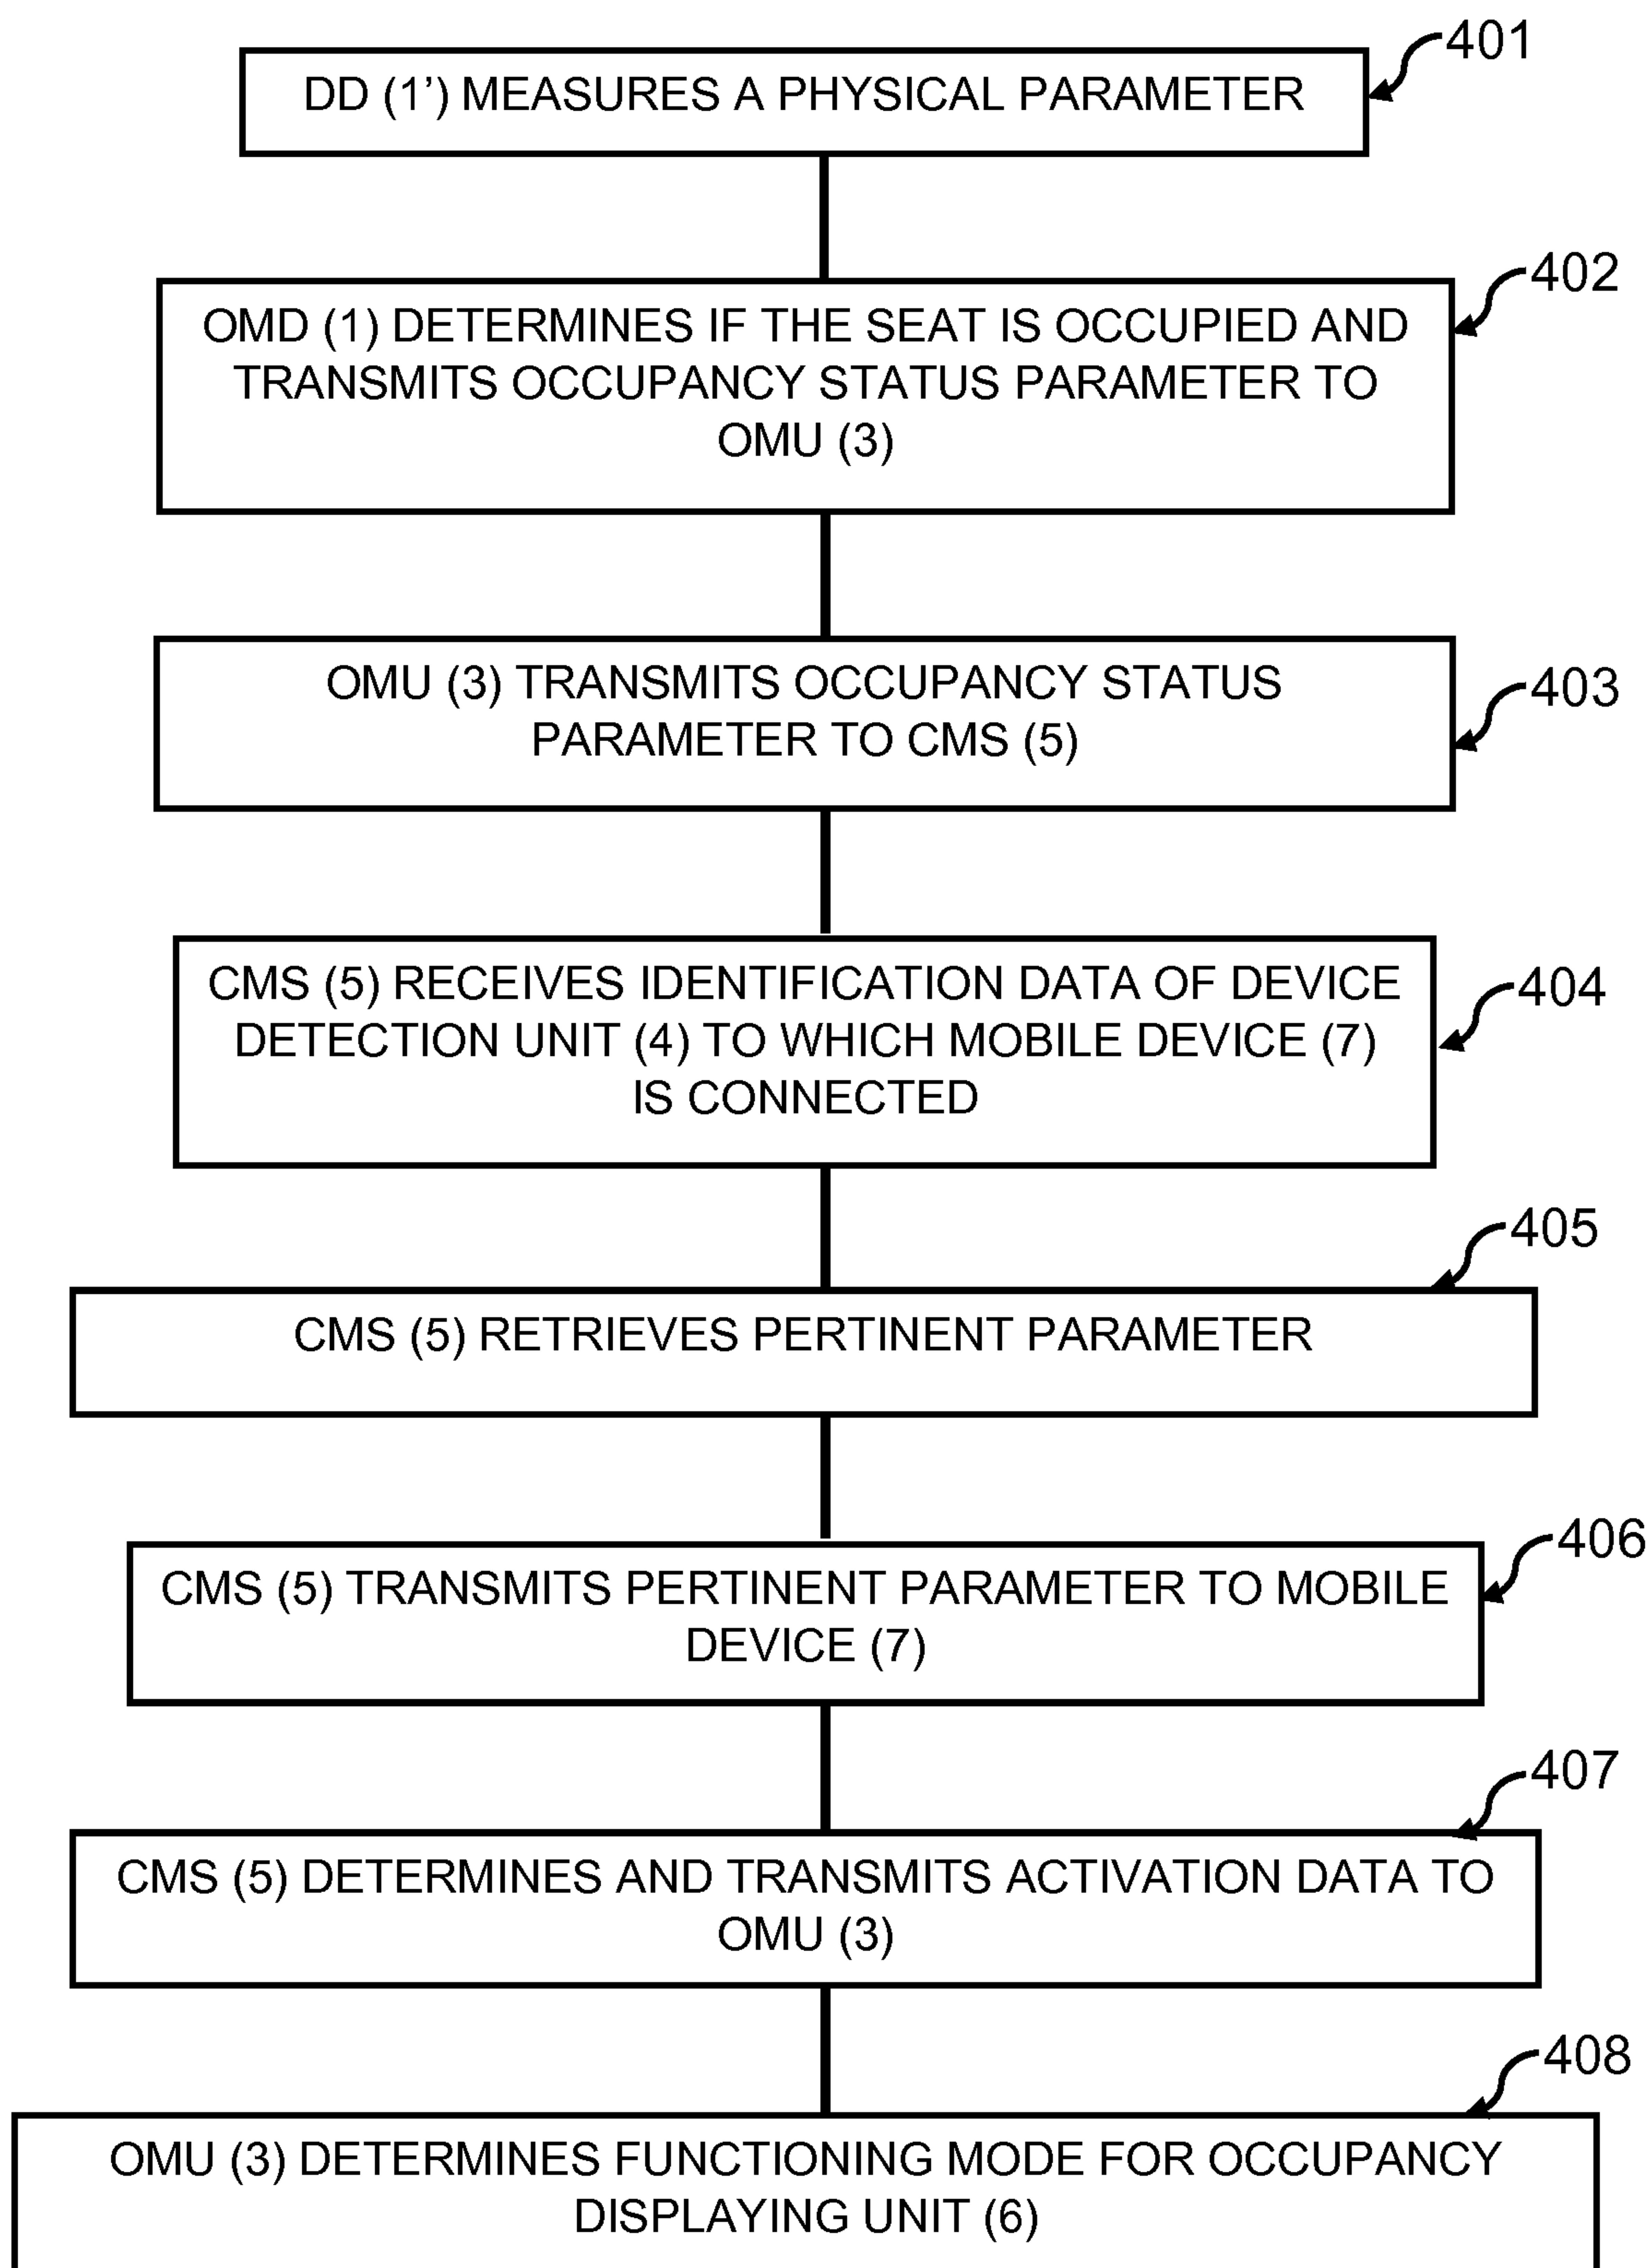 401
DD (1’) MEASURES A PHYSICAL PARAMETER
402
OMD (1) DETERMINES IF THE SEAT IS OCCUPIED AND
TRANSMITS OCCUPANCY STATUS PARAMETER TO
OMU (3)
403
OMU (3) TRANSMITS OCCUPANCY STATUS
PARAMETER TO CMS (5)
404
CMS (5) RECEIVES IDENTIFICATION DATA OF DEVICE
DETECTION UNIT (4) TO WHICH MOBILE DEVICE (7)
IS CONNECTED
405
CMS (5) RETRIEVES PERTINENT PARAMETER
406
CMS (5) TRANSMITS PERTINENT PARAMETER TO MOBILE
DEVICE (7)
407
CMS (5) DETERMINES AND TRANSMITS ACTIVATION DATA TO
OMU (3)
408
OMU (3) DETERMINES FUNCTIONING MODE FOR OCCUPANCY
DISPLAYING UNIT (6)